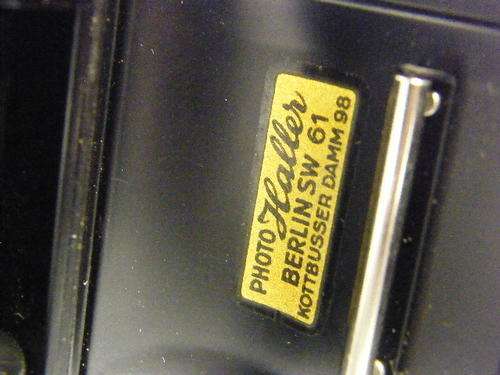 PHOTO Haller
BERLIN SW 61
KOTTBUSSER DAMM 98